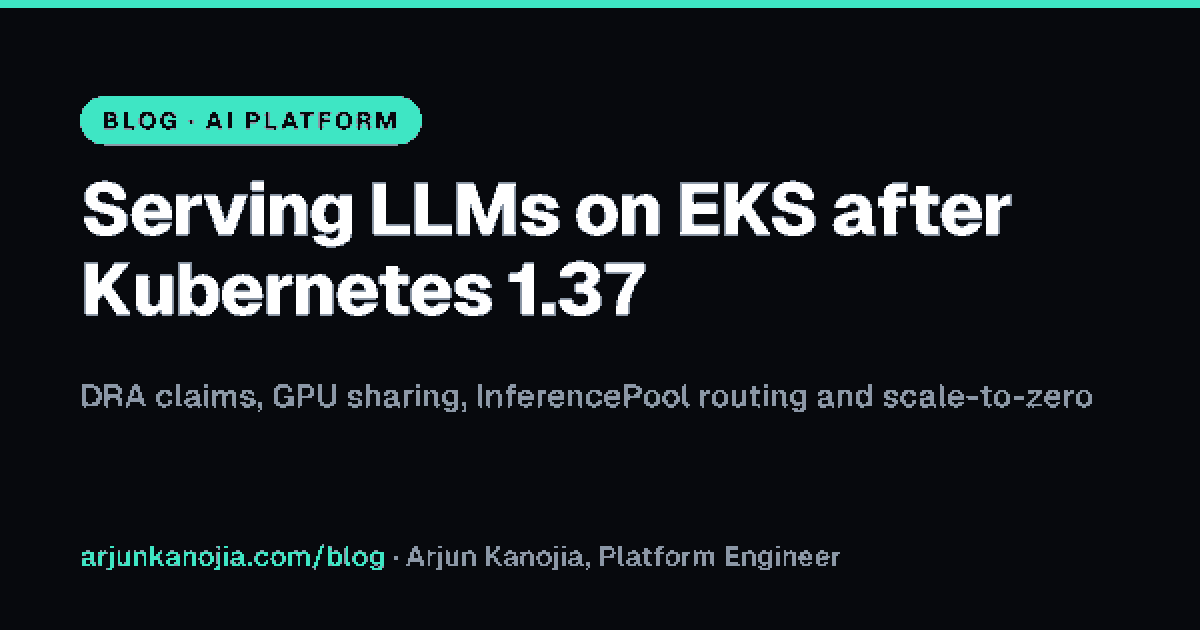 BLOG · AI PLATFORM
Serving LLMs on EKS after
Kubernetes 1.37
DRA claims, GPU sharing, InferencePool routing and scale-to-zero
arjunkanojia.com/blog · Arjun Kanojia, Platform Engineer